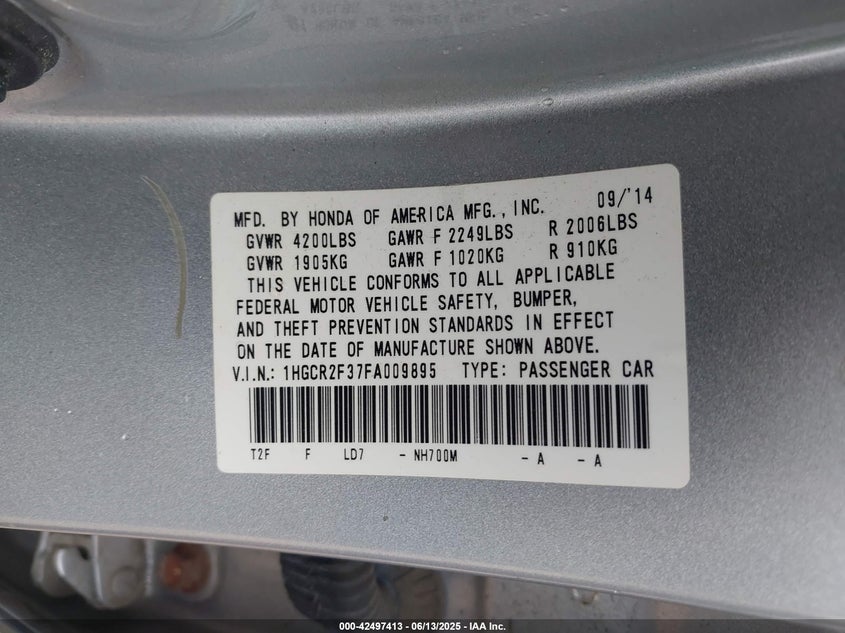 MFD. BY HONDA OF AMERICA MFG., INC. 09/'14
GVWR 4200LBS GAWR F 2249LBS R 2006LBS
GVWR 1905KG GAWR F 1020KG R 910KG
THIS VEHICLE CONFORMS TO ALL APPLICABLE
FEDERAL MOTOR VEHICLE SAFETY, BUMPER,
AND THEFT PREVENTION STANDARDS IN EFFECT
ON THE DATE OF MANUFACTURE SHOWN ABOVE.
V.I.N.: 1HGCR2F37FA009895 TYPE: PASSENGER CAR
T2F F LD7 - NH700M - A - A
000-42497413 - 06/13/2025 - IAA Inc.